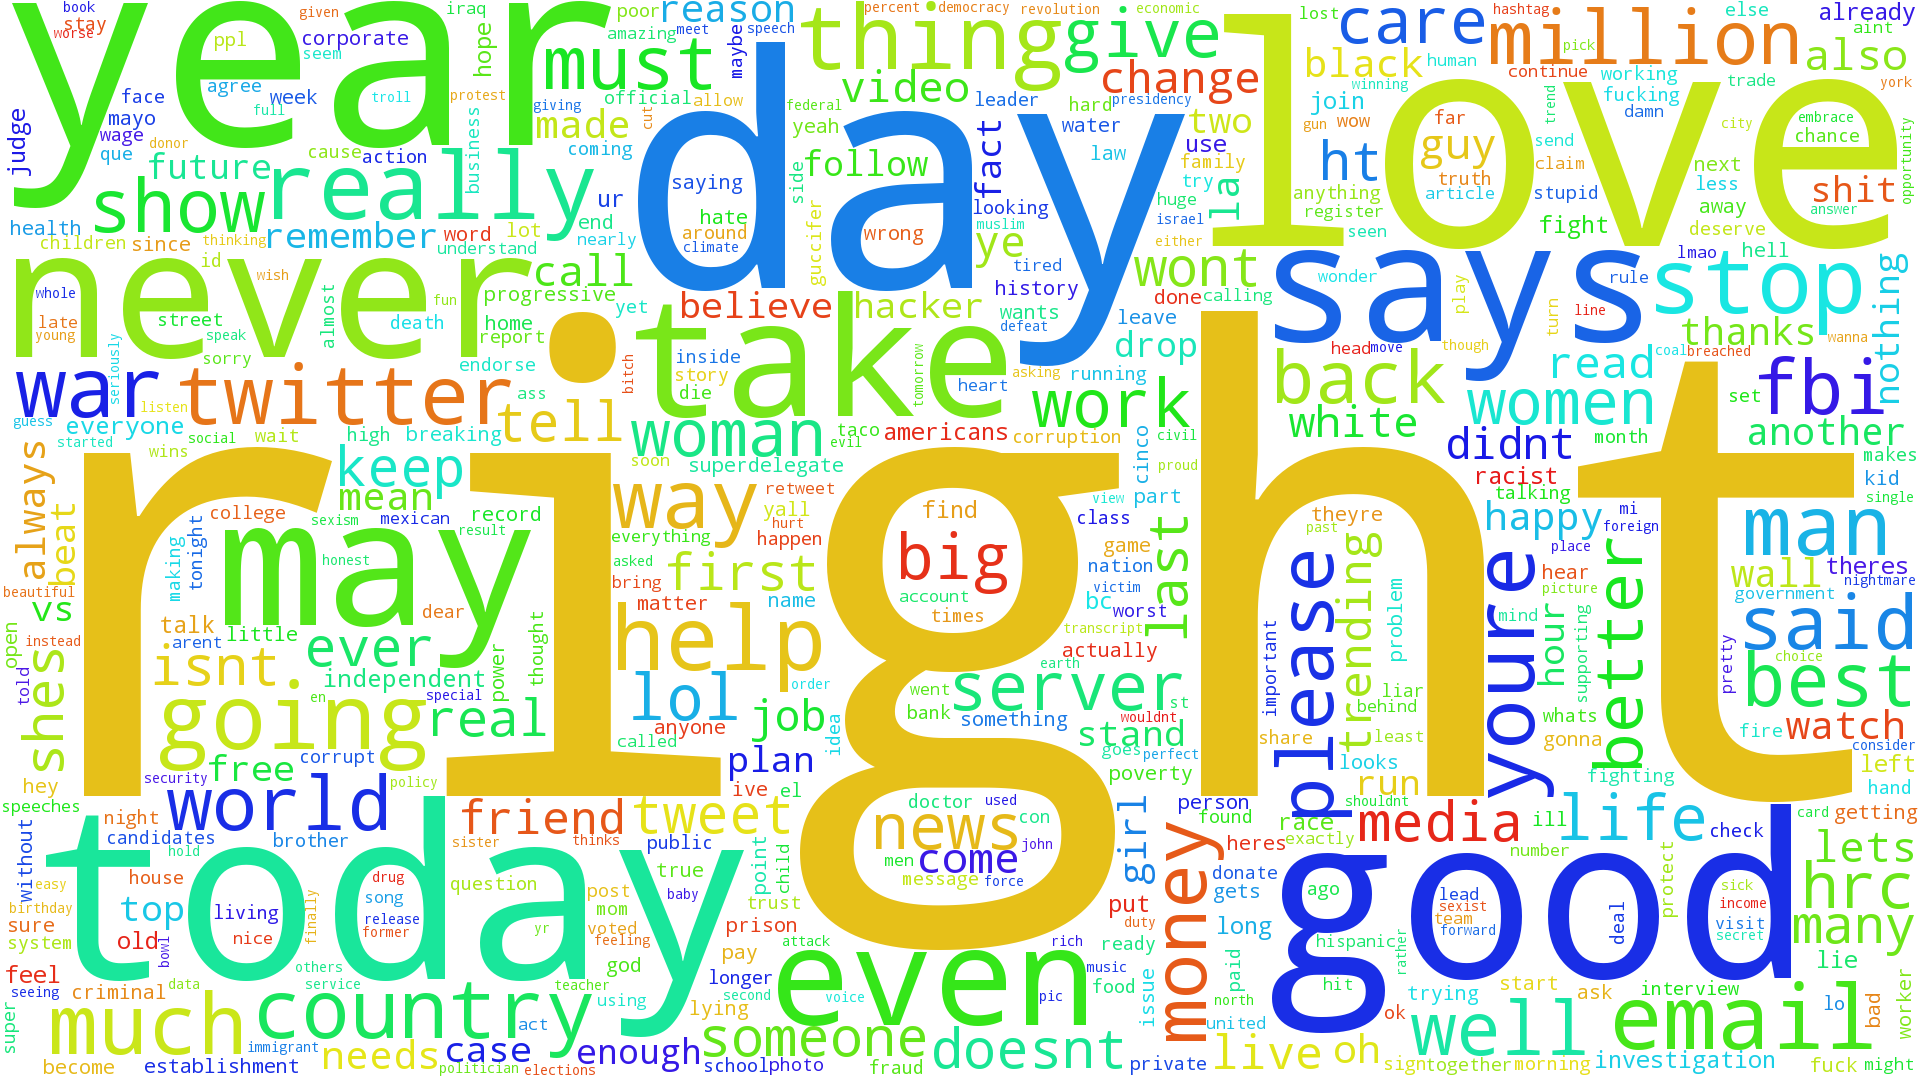 year
day
love
right
never
today
good
take
says
may
even
thing
give
must
really
show
care
million
change
black
also
already
video
made
future
remember
follow
fact
two
ht
guy
shit
stop
thanks
wont
call
believe
hacker
drop
back
read
fbi
nothing
war
twitter
tell
woman
work
white
women
didnt
another
keep
mean
way
big
first
last
please
happy
man
wall
said
always
beat
shes
isnt
ever
going
real
help
lol
job
server
stand
trending
youre
hour
better
best
watch
world
free
friend
tweet
plan
news
come
girl
money
media
run
life
lets
hrc
many
top
country
much
needs
case
enough
someone
doesnt
live
oh
well
email
book
stay
worse
given
ppl
corporate
seem
iraq
hope
poor
reason
amazing
meet
speech
maybe
percent
democracy
revolution
economic
lost
hashtag
else
aint
pick
human
working
continue
trade
york
winning
fucking
damn
troll
agree
week
face
mayo
wage
que
donor
judge
full
protest
official
giving
allow
cut
federal
leader
hard
presidency
yeah
water
law
join
wow
gun
far
trend
send
city
embrace
chance
opportunity
cause
action
business
coming
saying
side
use
family
try
la
anything
truth
article
claim
stupid
next
less
away
deserve
answer
health
children
since
thinking
id
wish
word
lot
understand
ur
end
nearly
hate
around
climate
guccifer
wrong
looking
muslim
ye
huge
israel
either
register
seen
fight
hell
lmao
whole
late
young
street
speak
sorry
almost
fun
death
progressive
home
report
yet
tired
history
wants
defeat
done
calling
leave
wonder
play
turn
rule
line
though
head
move
coal
breached
wanna
seriously
listen
guess
everyone
started
social
wins
wait
high
breaking
endorse
ass
bitch
inside
story
die
soon
superdelegate
taco
evil
americans
tomorrow
heart
asking
running
corruption
cinco
civil
proud
month
set
makes
kid
single
racist
talking
mi
foreign
college
sexism
mexican
record
result
honest
making
tonight
beautiful
vs
open
instead
told
talk
arent
little
dear
independent
power
thought
en
special
retweet
yall
hurt
happen
everything
asked
bring
matter
name
find
account
times
view
class
part
game
nation
victim
bc
worst
transcript
actually
earth
theyre
past
important
problem
hear
place
picture
mind
supporting
theres
nightmare
government
choice
pretty
hey
speeches
security
corrupt
policy
called
anyone
order
idea
went
bank
something
st
wouldnt
goes
perfect
poverty
share
looks
behind
liar
least
whats
gonna
fighting
fire
consider
left
hand
night
candidates
without
hold
brother
sister
thinks
public
ive
el
doctor
used
con
men
john
message
force
person
found
heres
race
exactly
shouldnt
ill
number
check
card
getting
easy
birthday
sure
system
house
living
nice
old
drug
song
release
former
finally
question
yr
post
mom
voted
feeling
true
baby
point
child
trust
prison
pay
attack
put
duty
ready
rich
donate
gets
long
ago
hispanic
rather
lead
sexist
team
forward
deal
protect
sick
income
visit
secret
feel
seeing
super
criminal
data
bowl
others
service
teacher
god
using
longer
second
lying
voice
music
food
pic
issue
paid
north
united
hit
trying
start
ask
ok
interview
lie
lo
bad
worker
become
establishment
immigrant
act
politician
elections
school
photo
fraud
private
sign
together
morning
investigation
fuck
might